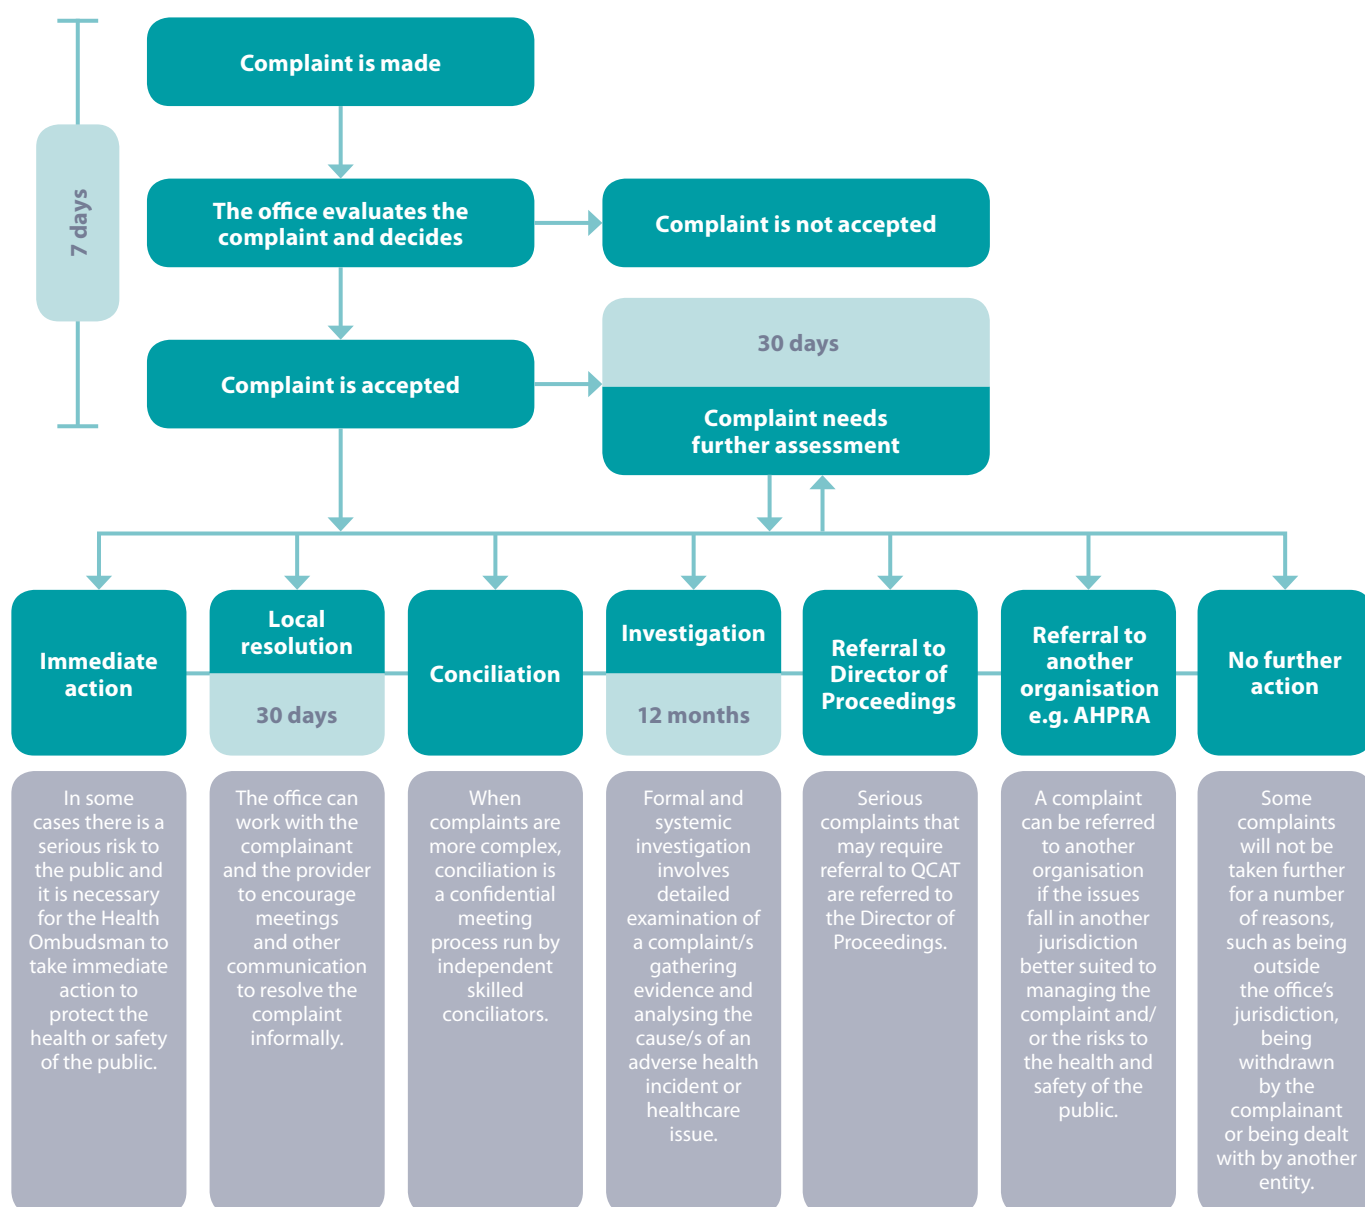 Complaint is made
7 days
The office evaluates the
complaint and decides
Complaint is not accepted
Complaint is accepted
30 days
Complaint needs
further assessment
Immediate
action
Local
resolution
30 days
Conciliation
Investigation
12 months
Referral to
Director of
Proceedings
Referral to
another
organisation
e.g. AHPRA
No further
action
In some
cases there is a
serious risk to
the public and
it is necessary
for the Health
Ombudsman to
take immediate
action to
protect the
health or safety
of the public.
The office can
work with the
complainant
and the provider
to encourage
meetings
and other
communication
to resolve the
complaint
informally.
When
complaints are
more complex,
conciliation is
a confidential
meeting
process run by
independent
skilled
conciliators.
Formal and
systemic
investigation
involves
detailed
examination of
a complaint/s
gathering
evidence and
analysing the
cause/s of an
adverse health
incident or
healthcare
issue.
Serious
complaints that
may require
referral to QCAT
are referred to
the Director of
Proceedings.
A complaint
can be referred
to another
organisation
if the issues
fall in another
jurisdiction
better suited to
managing the
complaint and/
or the risks to
the health and
safety of the
public.
Some
complaints
will not be
taken further
for a number
of reasons,
such as being
outside
the office's
jurisdiction,
being
withdrawn
by the
complainant
or being dealt
with by another
entity.